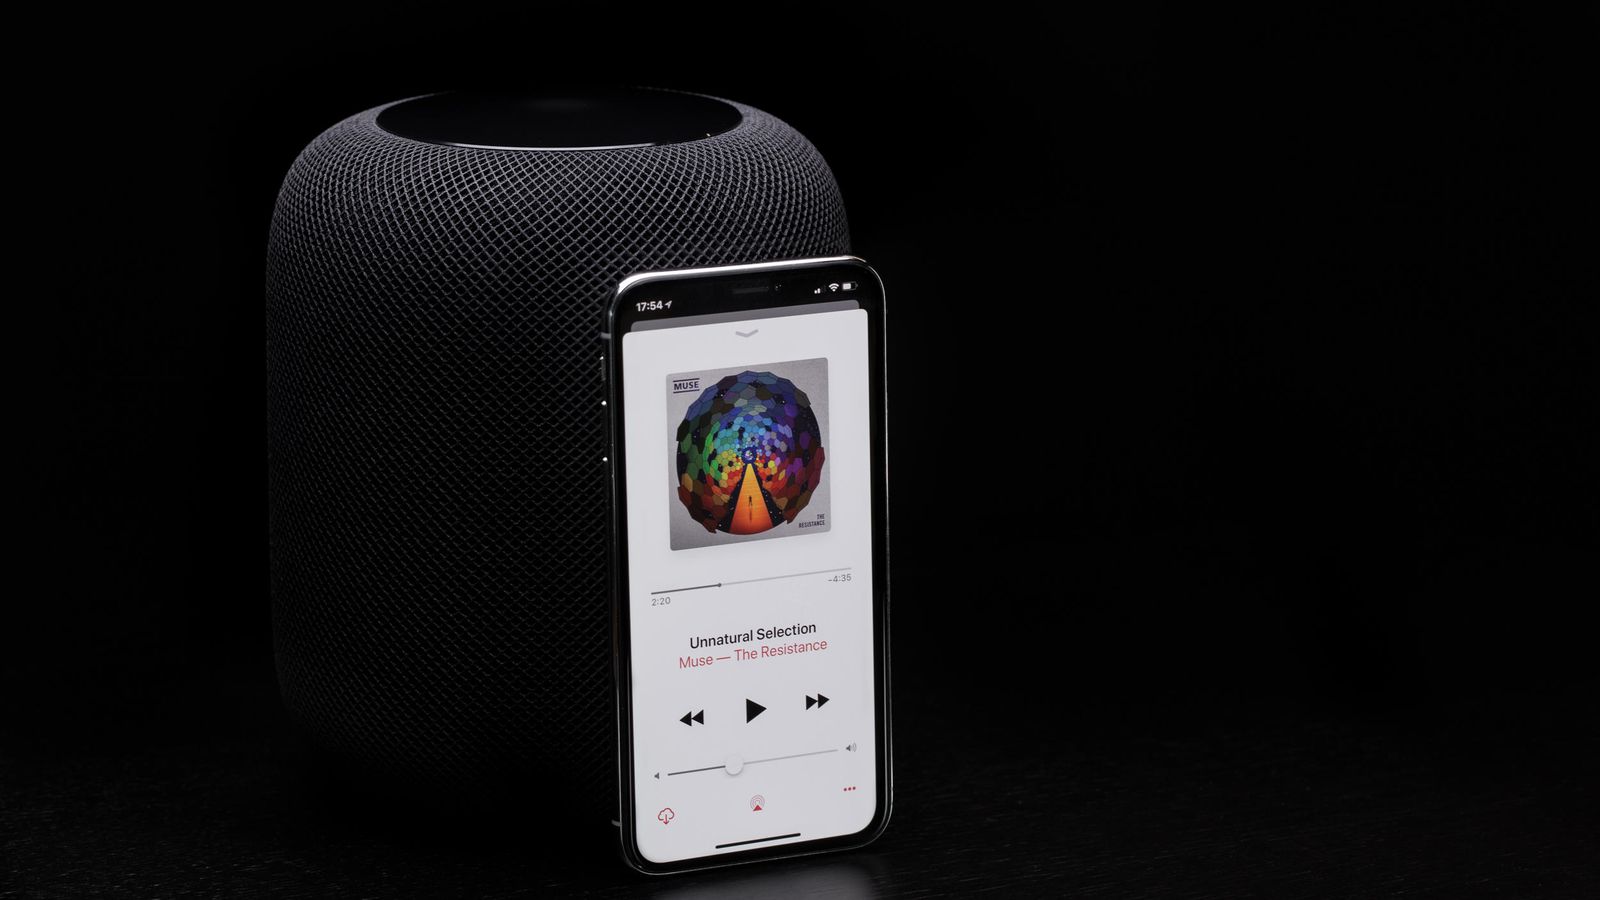 17:54
MUSE
THE
RESISTANCE
2:20
-4:35
Unnatural Selection
Muse — The Resistance